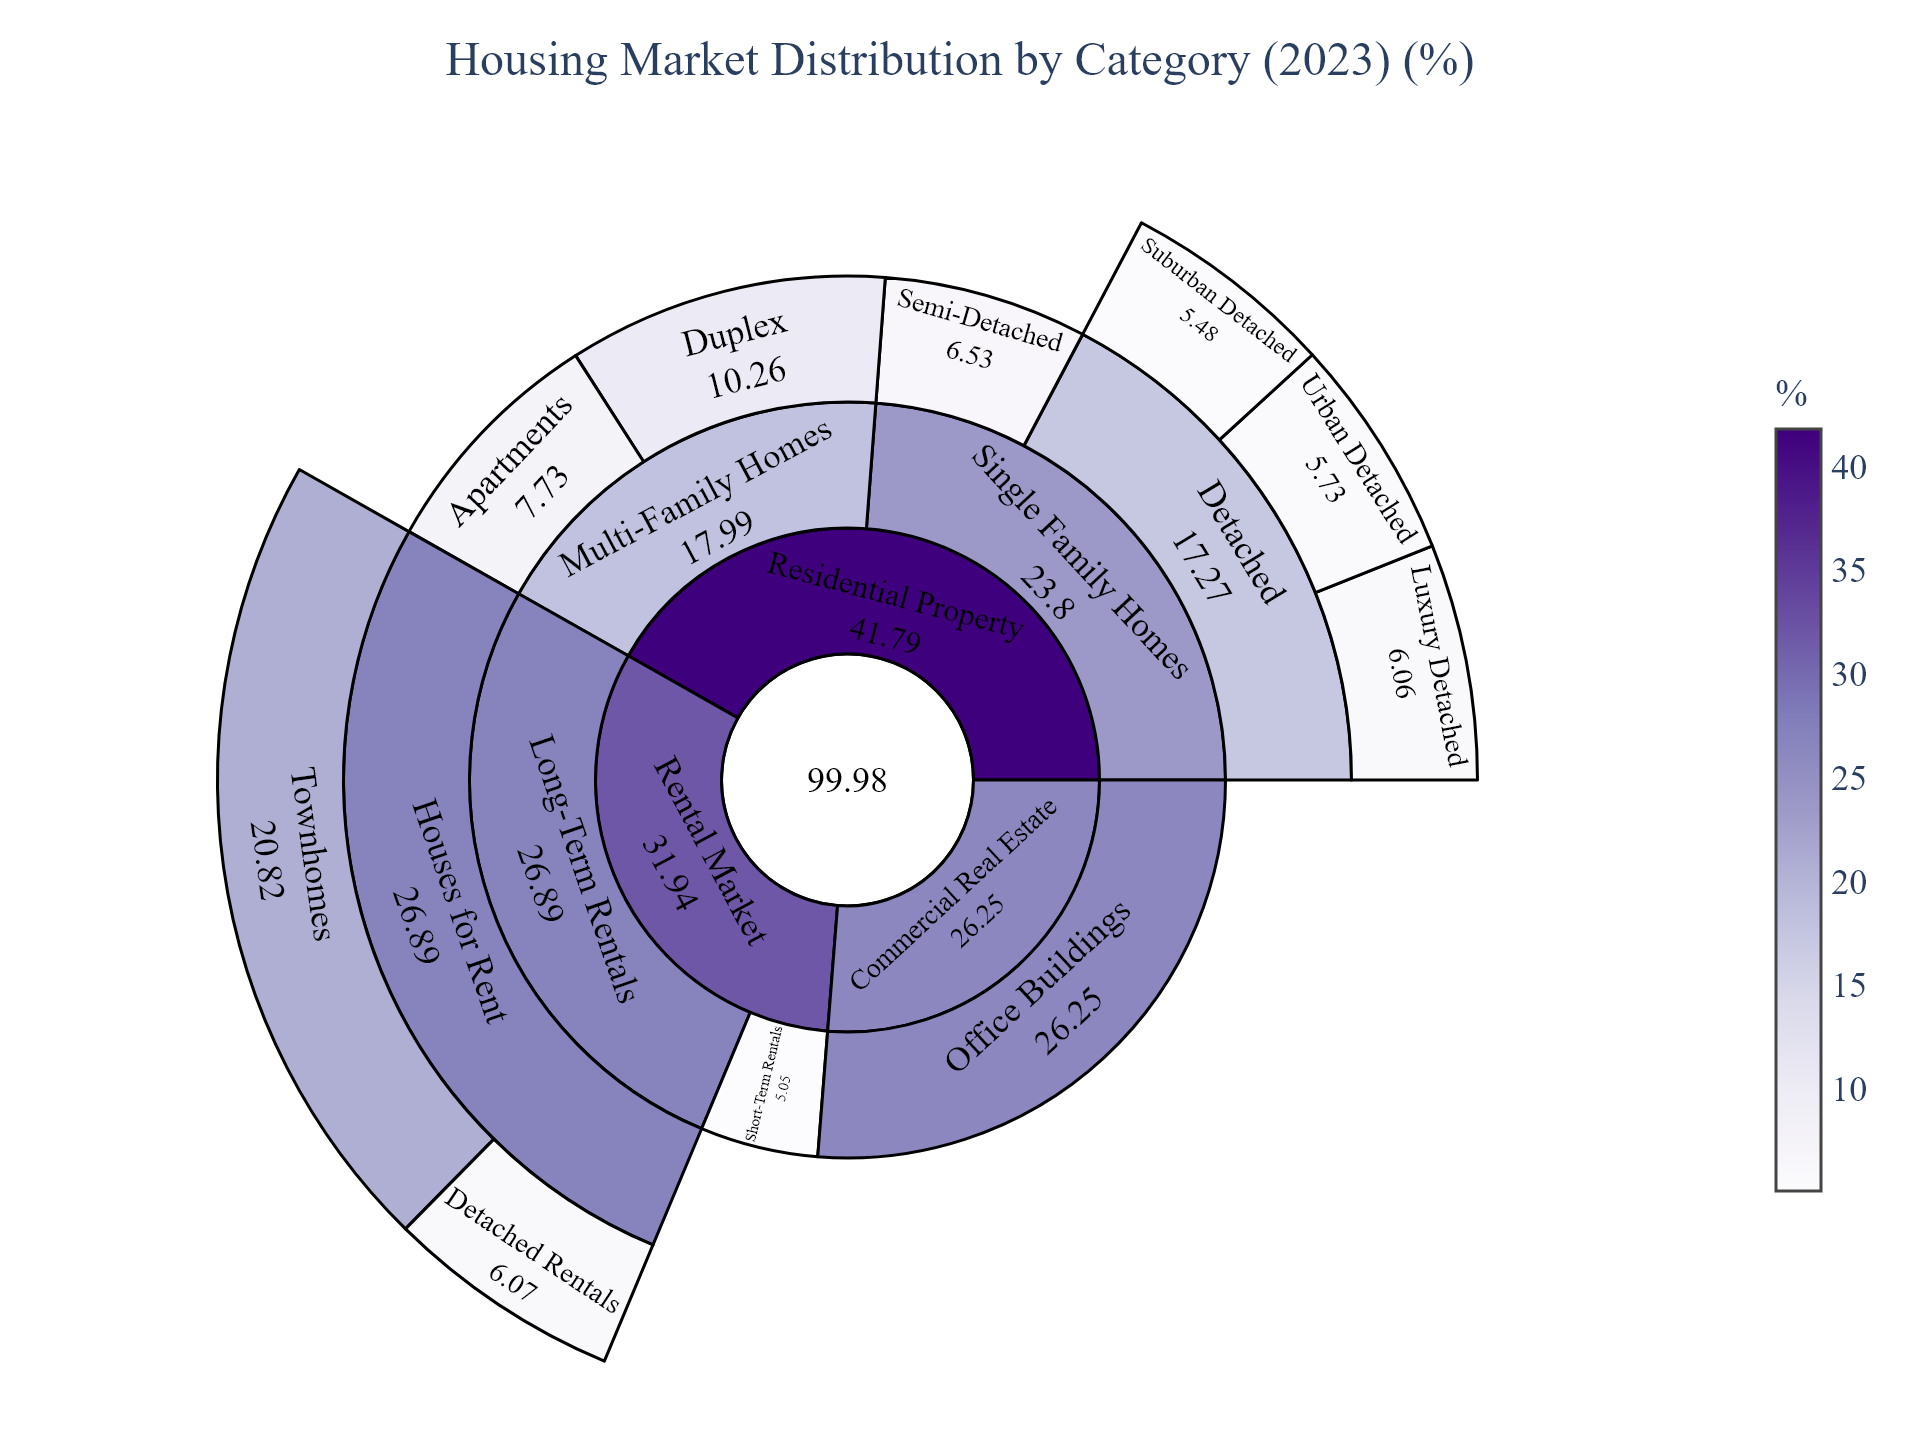 Housing Market Distribution by Category (2023) (%)
Suburban Detached
5.48
Urban Detached
5.73
Luxury Detached
6.06
Semi-Detached
6.53
Detached
17.27
Duplex
10.26
Apartments
7.73
Multi-Family Homes
17.99
Single Family Homes
23.8
Residential Property
41.79
99.98
Rental Market
31.94
Long-Term Rentals
26.89
Houses for Rent
26.89
Townhomes
20.82
Detached Rentals
6.07
Short-Term Rentals
5.05
Commercial Real Estate
26.25
Office Buildings
26.25
%
40
35
30
25
20
15
10